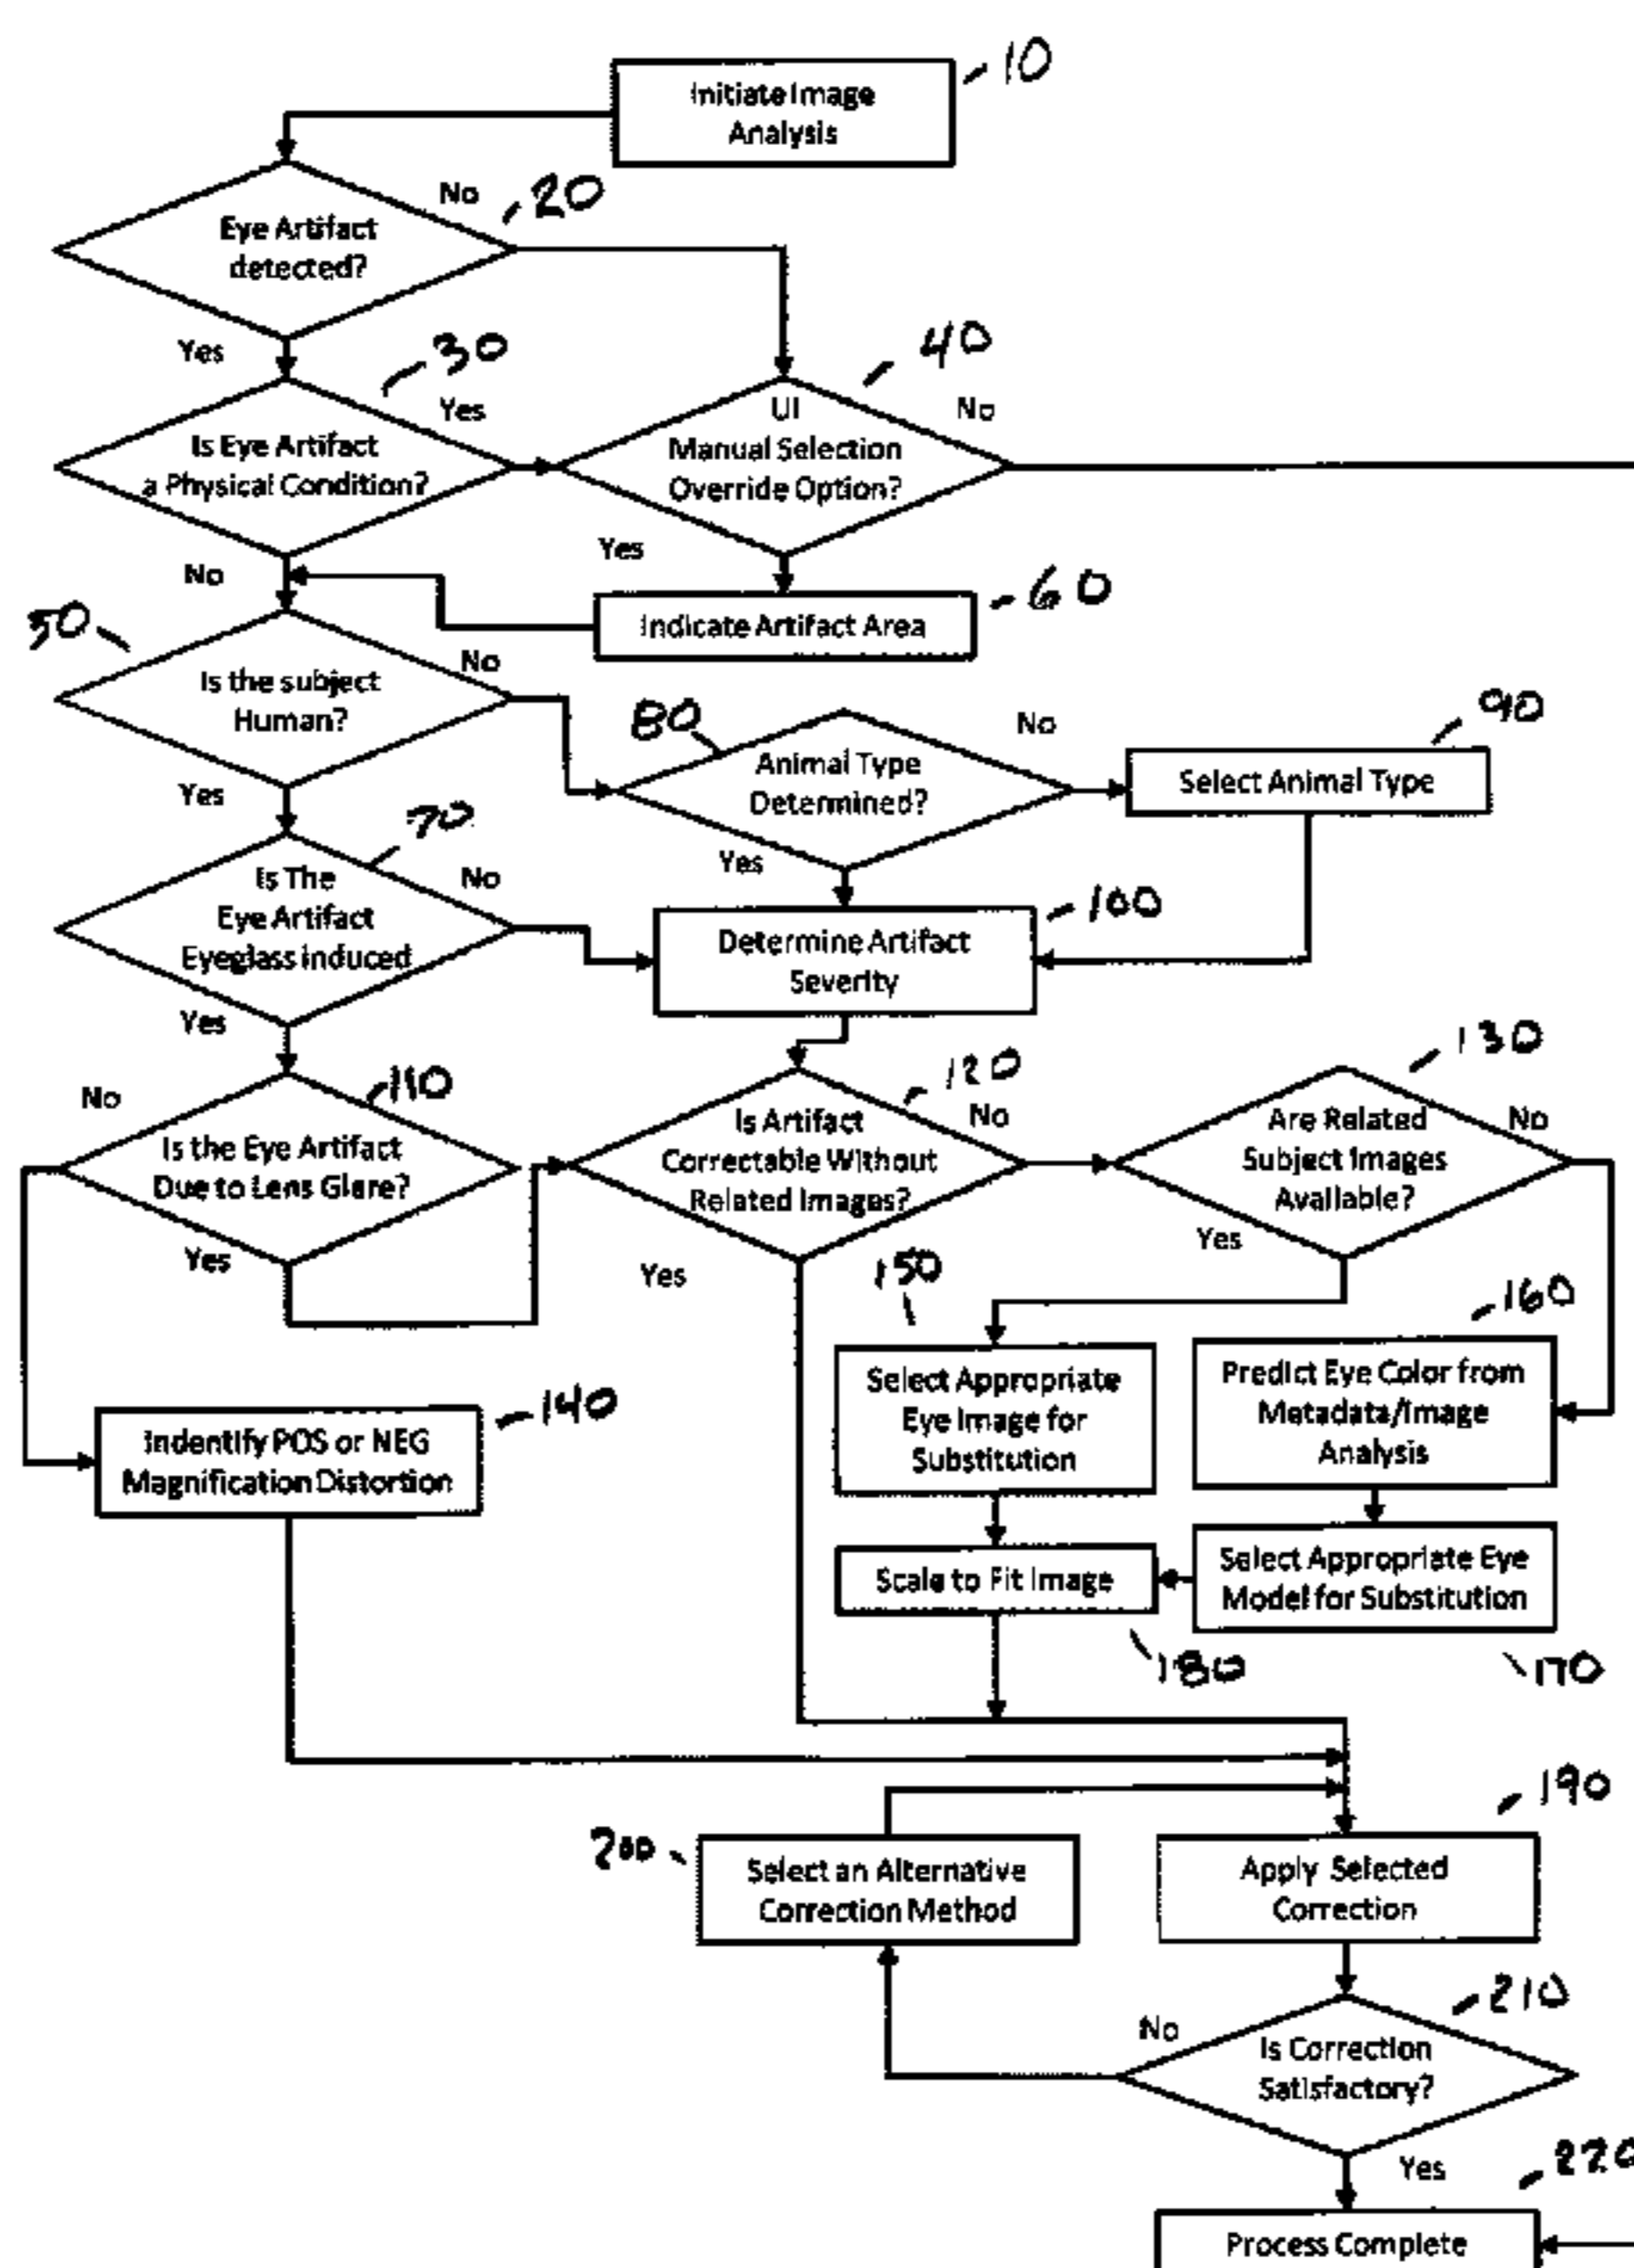 10
Initiate Image
Analysis
No
20
Eye Artifact
detected?
Yes
30
Yes
Is Eye Artifact
a Physical Condition?
No
40
UI
No
Manual Selection
Override Option?
Yes
60
Indicate Artifact Area
50
No
Is the subject
Human?
Yes
80
No
Animal Type
Determined?
Yes
90
Select Animal Type
70
Is The
No
Eye Artifact
Eyeglass Induced
Yes
100
Determine Artifact
Severity
No
110
Is the Eye Artifact
Due to Lens Glare?
Yes
120
Is Artifact
No
Correctable Without
Related Images?
Yes
130
Are Related
No
Subject Images
Available?
Yes
140
Indentify POS or NEG
Magnification Distortion
150
Select Appropriate
Eye Image for
Substitution
160
Predict Eye Color from
Metadata/Image
Analysis
Scale to Fit Image
180
Select Appropriate Eye
Model for Substitution
170
190
200
Select an Alternative
Correction Method
Apply Selected
Correction
210
No
Is Correction
Satisfactory?
Yes
220
Process Complete